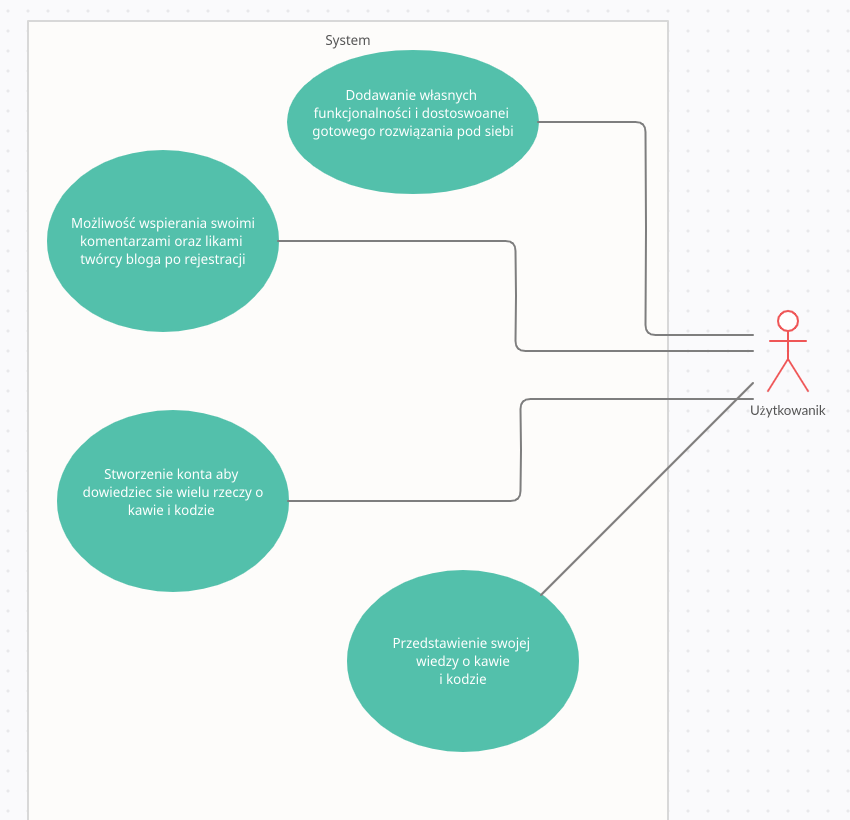 System
Dodawanie własnych
funkcjonalności i dostoswoanei
gotowego rozwiązania pod siebi
Możliwość wspierania swoimi
komentarzami oraz likami
twórcy bloga po rejestracji
Użytkowanik
Stworzenie konta aby
dowiedziec sie wielu rzeczy o
kawie i kodzie
Przedstawienie swojej
wiedzy o kawie
i kodzie